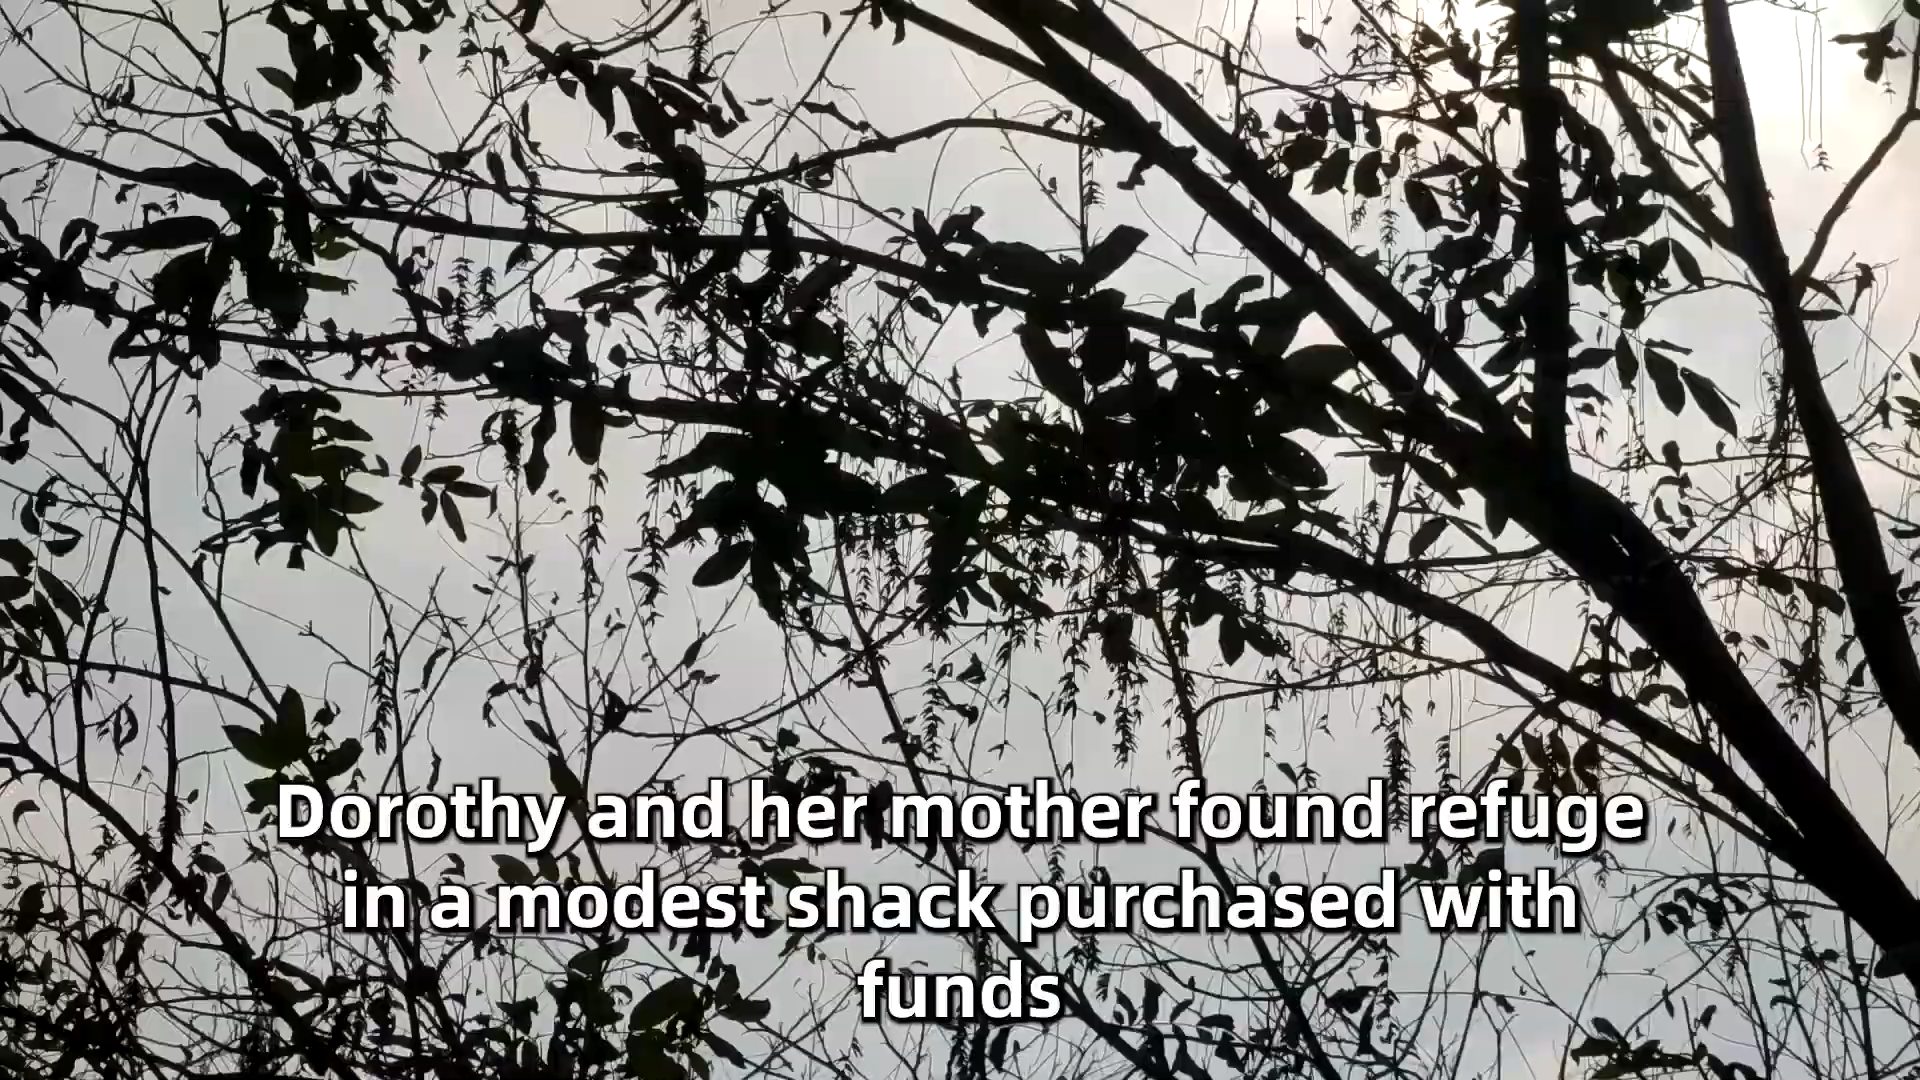 Dorothy and her mother found refuge
in a modest shack purchased with
funds